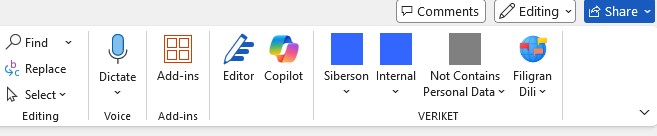 Comments
Editing
Share
Find
Replace
Select
Editing
Dictate
Voice
Add-ins
Add-ins
Editor
Copilot
Siberson
Internal
Not Contains
Personal Data
Filigran
Dili
VERIKET